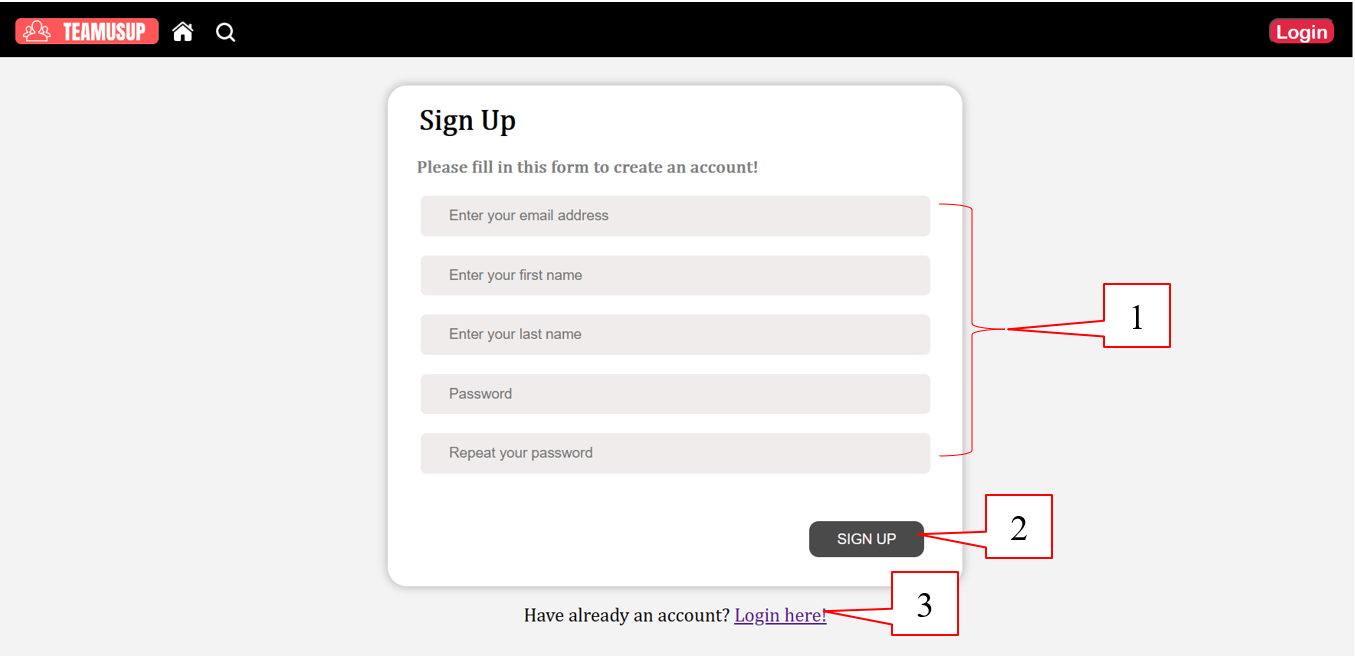 TEAMUSUP
Login
Sign Up
Please fill in this form to create an account!
Enter your email address
Enter your first name
Enter your last name
1
Password
Repeat your password
SIGN UP
2
Have already an account? Login here!
3